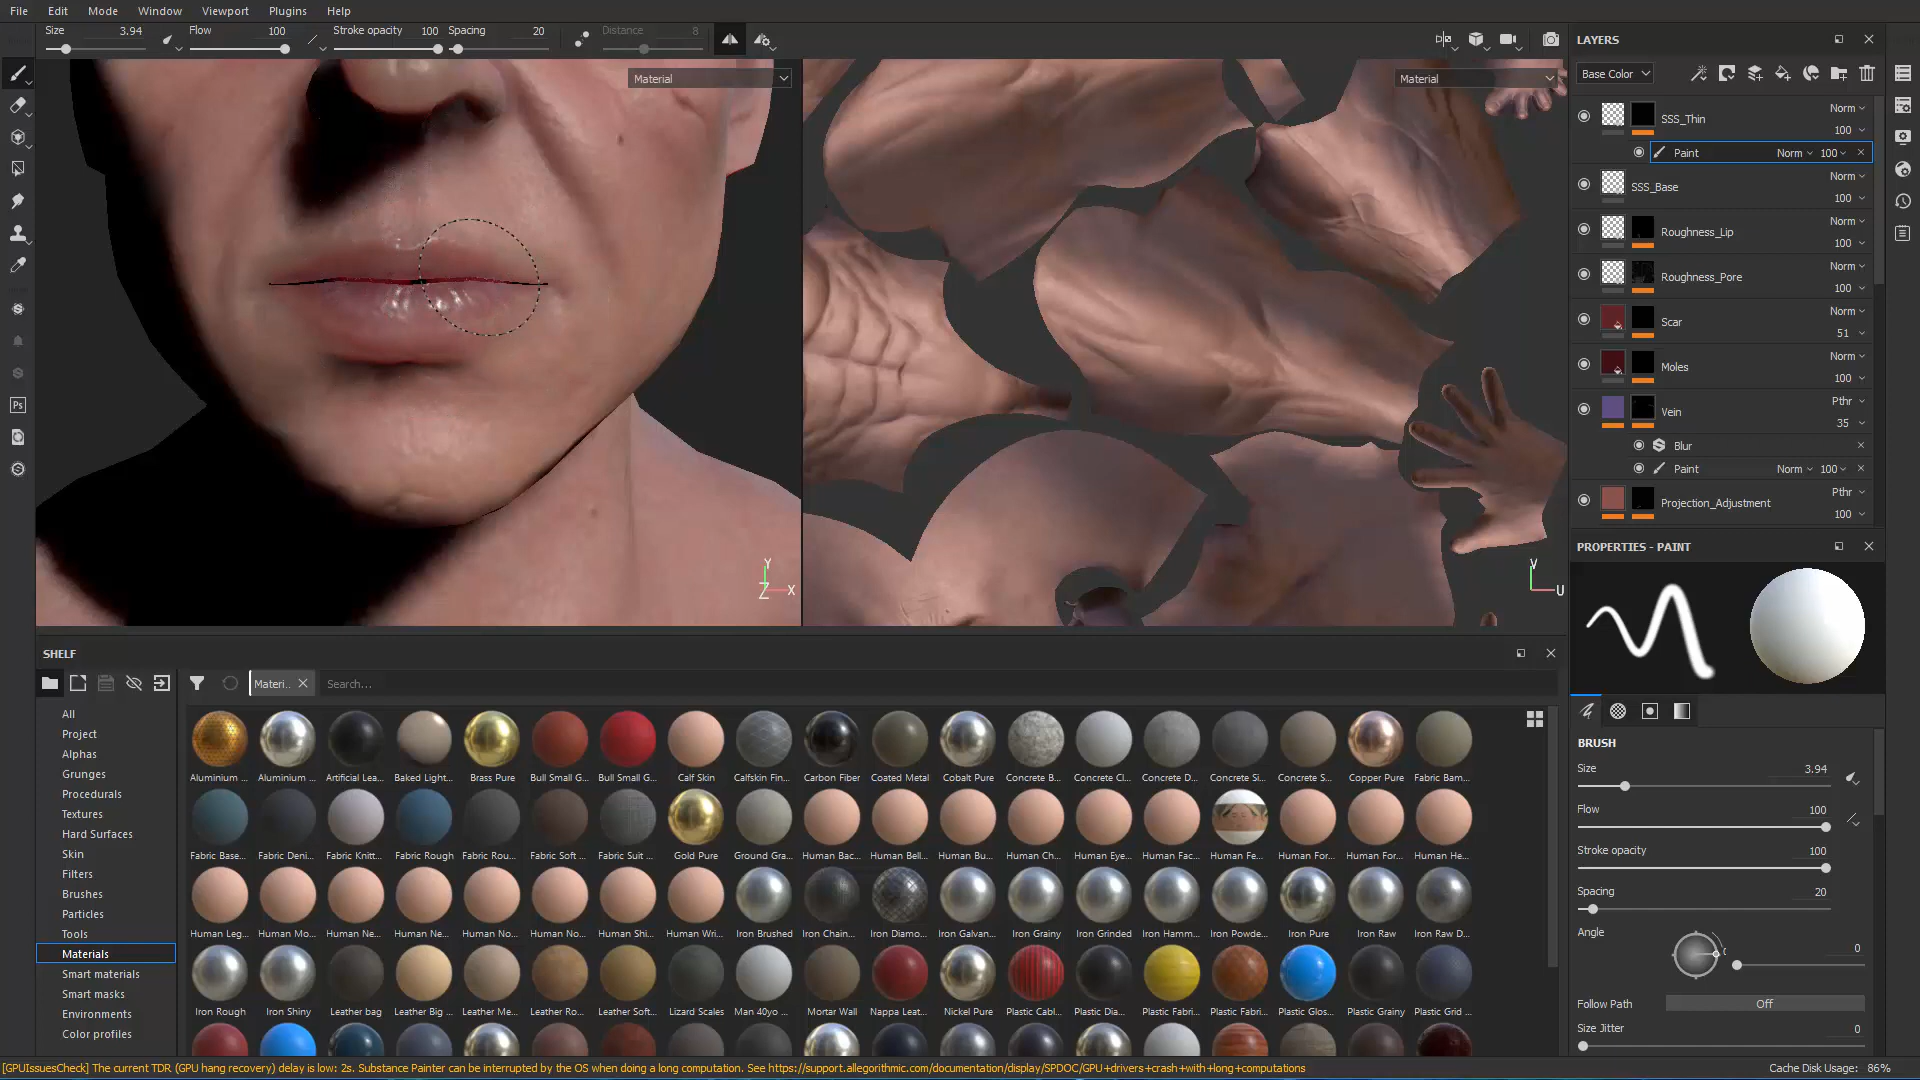 File Edit Mode Window Viewport Plugins Help
Size 3.94 Flow 100 Stroke opacity 100 Spacing 20 Distance 8
Material
Material
Y
Z X
V
U
LAYERS
Base Color
Norm
SSS_Thin
100
Paint Norm 100
Norm
SSS_Base
100
Norm
Roughness_Lip
100
Norm
Roughness_Pore
100
Norm
Scar
51
Norm
Moles
100
Pthr
Vein
35
Blur
Paint Norm 100
Pthr
Projection_Adjustment
100
PROPERTIES - PAINT
BRUSH
Size 3.94
Flow 100
Stroke opacity 100
Spacing 20
Angle
0
Follow Path Off
Size Jitter 0
Ps
SHELF
Materi..
Search...
All
Project
Alphas
Grunges
Procedurals
Textures
Hard Surfaces
Skin
Filters
Brushes
Particles
Tools
Materials
Smart materials
Smart masks
Environments
Color profiles
Aluminium ... Aluminium ... Artificial Lea... Baked Light... Brass Pure Bull Small G... Bull Small G... Calf Skin Calfskin Fin... Carbon Fiber Coated Metal Cobalt Pure Concrete B... Concrete Cl... Concrete D... Concrete Si... Concrete S... Copper Pure Fabric Bam...
Fabric Base... Fabric Deni... Fabric Knitt... Fabric Rough Fabric Rou... Fabric Soft ... Fabric Suit ... Gold Pure Ground Gra... Human Bac... Human Bell... Human Bu... Human Ch... Human Eye... Human Fac... Human Fe... Human For... Human For... Human He...
Human Leg... Human Mo... Human Ne... Human Ne... Human No... Human No... Human Shi... Human Wri... Iron Brushed Iron Chain... Iron Diamo... Iron Galvan... Iron Grainy Iron Grinded Iron Hamm... Iron Powde... Iron Pure Iron Raw Iron Raw D...
Iron Rough Iron Shiny Leather bag Leather Big ... Leather Me... Leather Ro... Leather Soft... Lizard Scales Man 40yo ... Mortar Wall Nappa Leat... Nickel Pure Plastic Cabl... Plastic Dia... Plastic Fabri... Plastic Fabri... Plastic Glos... Plastic Grainy Plastic Grid ...
[GPUIssuesCheck] The current TDR (GPU hang recovery) delay is low: 2s. Substance Painter can be interrupted by the OS when doing a long computation. See https://support.allegorithmic.com/documentation/display/SPDOC/GPU+drivers+crash+with+long+computations
Cache Disk Usage: 86%